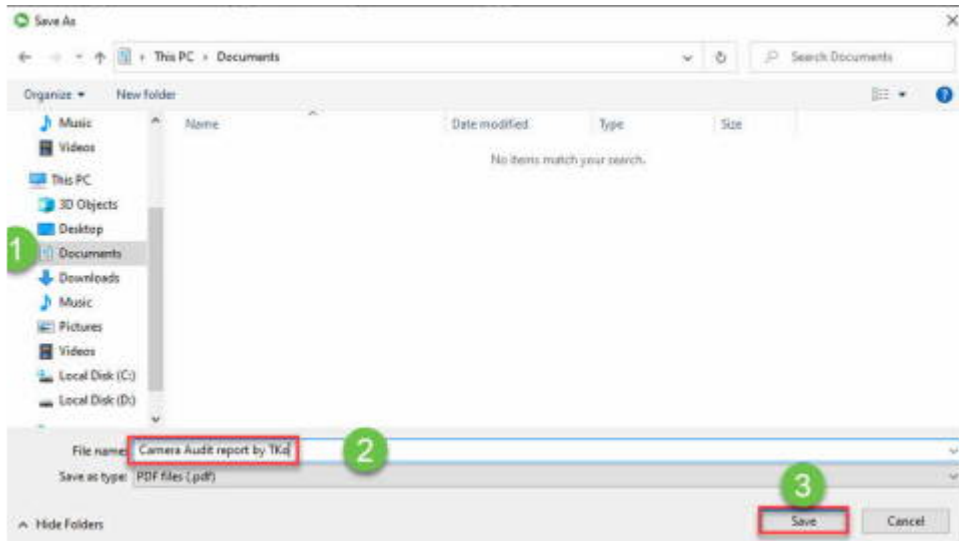 Save As
This PC › Documents
Search Documents
Organize
New folder
Name
Date modified
Type
Size
No items match your search.
Music
Videos
This PC
3D Objects
Desktop
1
Documents
Downloads
Music
Pictures
Videos
Local Disk (C:)
Local Disk (D:)
File name: Camera Audit report by TKo
2
Save as type: PDF files (.pdf)
3
Hide Folders
Save
Cancel